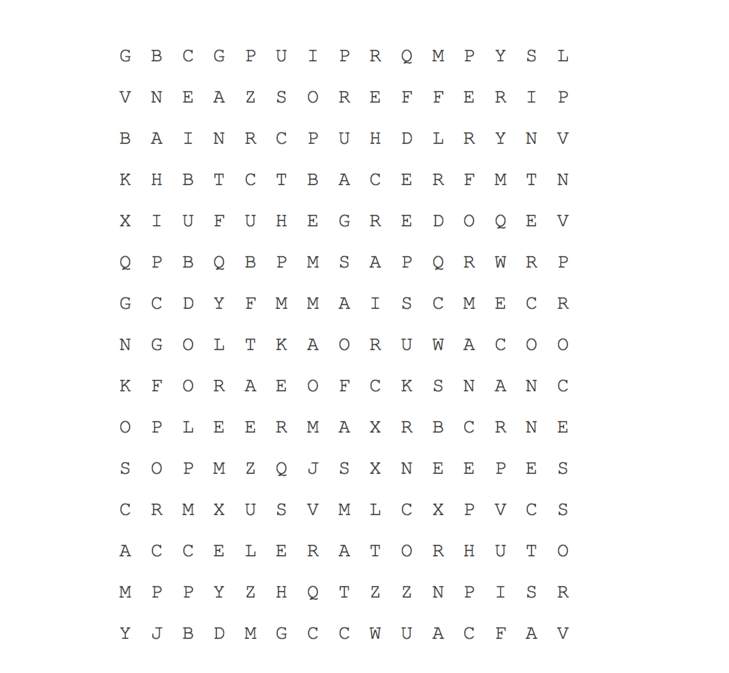 G B C G P U I P R Q M P Y S L
V N E A Z S O R E F F E R I P
B A I N R C P U H D L R Y N V
K H B T C T B A C E R F M T N
X I U F U H E G R E D O Q E V
Q P B Q B P M S A P Q R W R P
G C D Y F M M A I S C M E C R
N G O L T K A O R U W A C O O
K F O R A E O F C K S N A N C
O P L E E R M A X R B C R N E
S O P M Z Q J S X N E E P E S
C R M X U S V M L C X P V C S
A C C E L E R A T O R H U T O
M P P Y Z H Q T Z Z N P I S R
Y J B D M G C C W U A C F A V